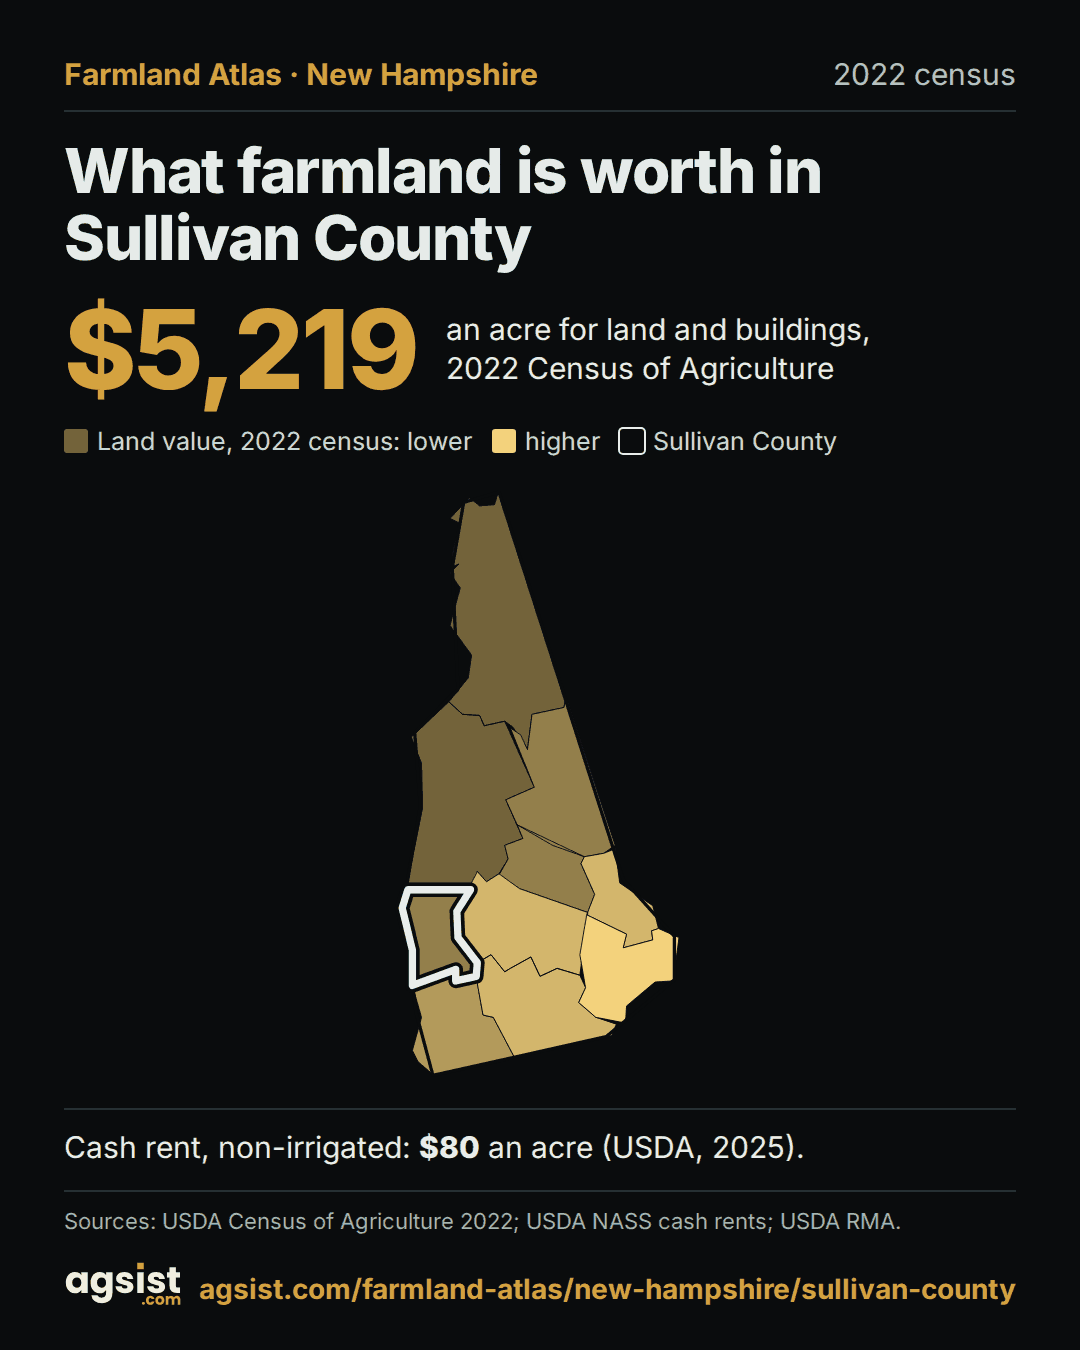 Farmland Atlas · New Hampshire
2022 census
What farmland is worth in
Sullivan County
$5,219
an acre for land and buildings,
2022 Census of Agriculture
Land value, 2022 census: lower
higher
Sullivan County
Cash rent, non-irrigated: $80 an acre (USDA, 2025).
Sources: USDA Census of Agriculture 2022; USDA NASS cash rents; USDA RMA.
agsist
.com
agsist.com/farmland-atlas/new-hampshire/sullivan-county